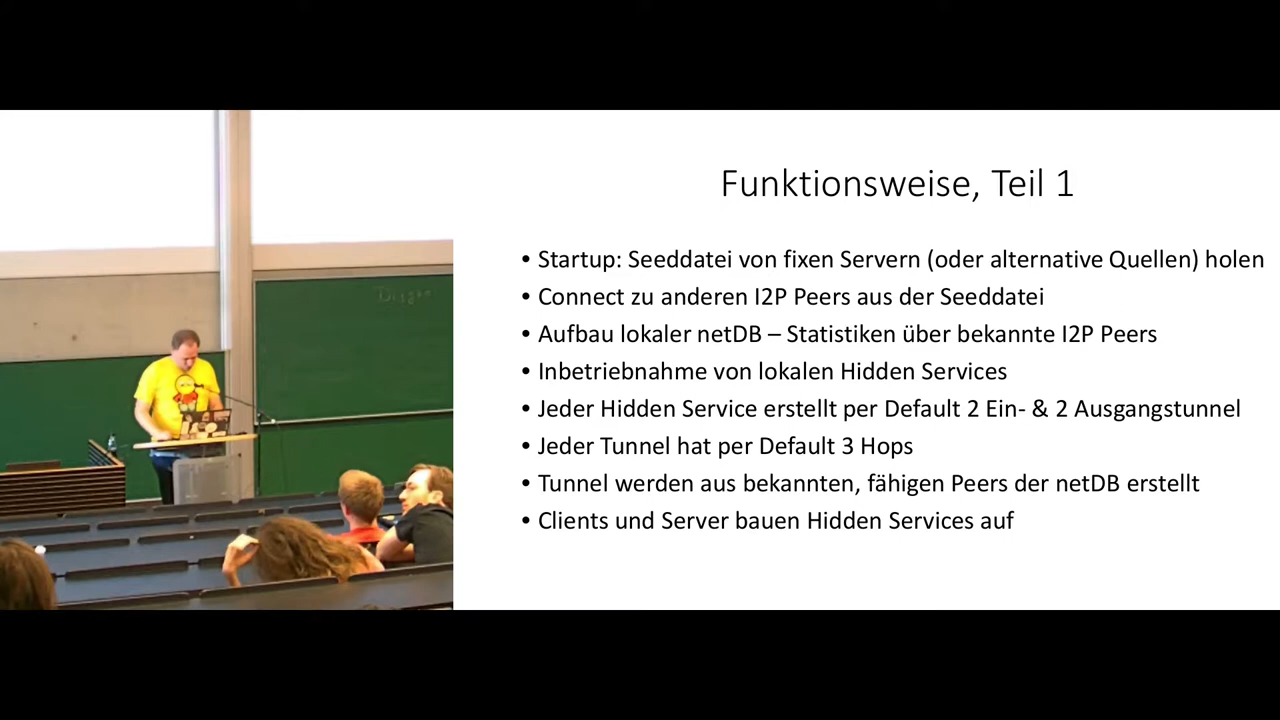 Funktionsweise, Teil 1
• Startup: Seeddatei von fixen Servern (oder alternative Quellen) holen
• Connect zu anderen I2P Peers aus der Seeddatei
• Aufbau lokaler netDB – Statistiken über bekannte I2P Peers
• Inbetriebnahme von lokalen Hidden Services
• Jeder Hidden Service erstellt per Default 2 Ein- & 2 Ausgangstunnel
• Jeder Tunnel hat per Default 3 Hops
• Tunnel werden aus bekannten, fähigen Peers der netDB erstellt
• Clients und Server bauen Hidden Services auf